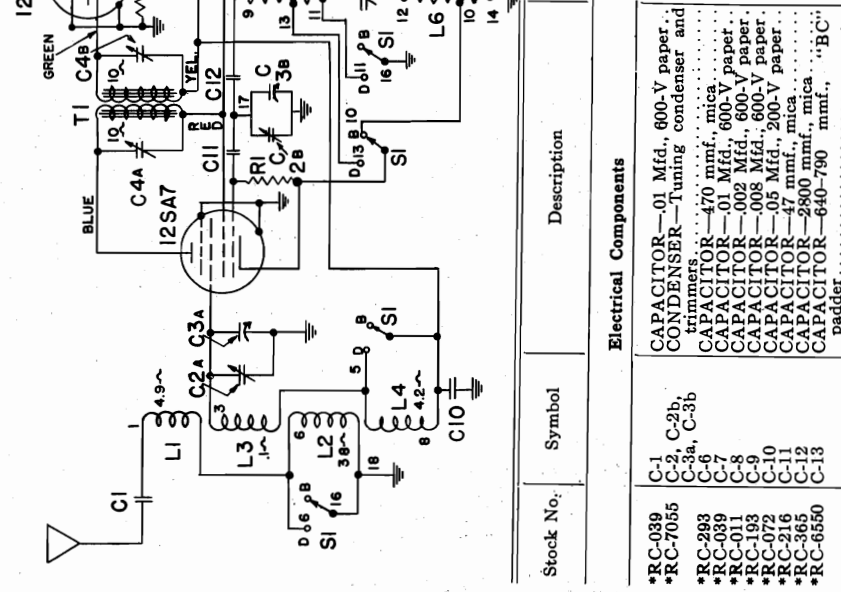 12
GREEN
C4B
10
YEL.
T1
RED
10
C4A
BLUE
12SA7
C12
17
C
3B
C11
C
2B
R1
9
13
11
12
L6
10
14
B
S1
D 11
16
10
B
D 13
S1
C3A
C2A
B
S1
D
5
4.9
1
L1
3
L3
.1
6
L2
38
L4
4.2
8
C10
18
C1
B
16
D 6
S1
Stock No. Symbol Description
Electrical Components
*RC-039 C-1 CAPACITOR—.01 Mfd., 600-V paper..
*RC-7055 C-2, C-2b, CONDENSER—Tuning condenser and
C-3a, C-3b trimmers
*RC-293 C-6 CAPACITOR—470 mmf., mica
*RC-039 C-7 CAPACITOR—.01 Mfd., 600-V paper..
*RC-011 C-8 CAPACITOR—.002 Mfd., 600-V paper.
*RC-193 C-9 CAPACITOR—.008 Mfd., 600-V paper.
*RC-072 C-10 CAPACITOR—.05 Mfd., 200-V paper..
*RC-216 C-11 CAPACITOR—47 mmf., mica
*RC-365 C-12 CAPACITOR—2800 mmf., mica
*RC-6550 C-13 CAPACITOR—640-790 mmf., "BC"
padder